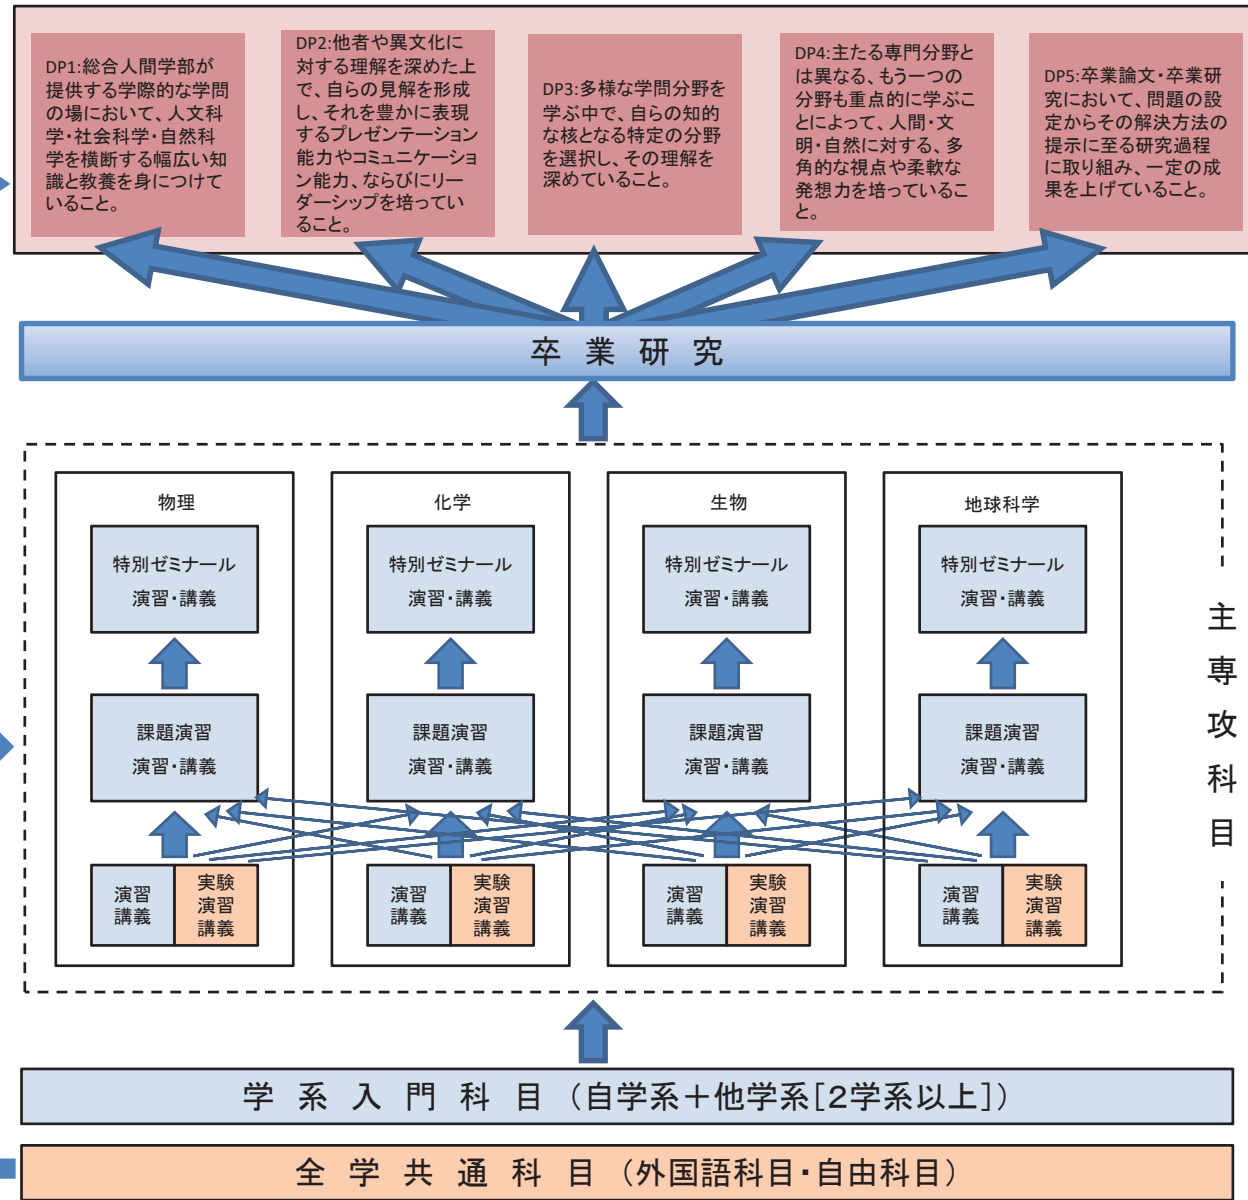 DP1:総合人間学部が
提供する学際的な学問
の場において、人文科
学・社会科学・自然科
学を横断する幅広い知
識と教養を身につけて
いること。
DP2:他者や異文化に
対する理解を深めた上
で、自らの見解を形成
し、それを豊かに表現
するプレゼンテーション
能力やコミュニケーショ
ン能力、ならびにリー
ダーシップを培ってい
ること。
DP3:多様な学問分野を
学ぶ中で、自らの知的
な核となる特定の分野
を選択し、その理解を
深めていること。
DP4:主たる専門分野と
は異なる、もう一つの
分野も重点的に学ぶこ
とによって、人間・文
明・自然に対する、多
角的な視点や柔軟な
発想力を培っているこ
と。
DP5:卒業論文・卒業研
究において、問題の設
定からその解決方法の
提示に至る研究過程
に取り組み、一定の成
果を上げていること。
卒業研究
物理
特別ゼミナール
演習・講義
課題演習
演習・講義
演習
講義
実験
演習
講義
化学
特別ゼミナール
演習・講義
課題演習
演習・講義
演習
講義
実験
演習
講義
生物
特別ゼミナール
演習・講義
課題演習
演習・講義
演習
講義
実験
演習
講義
地球科学
特別ゼミナール
演習・講義
課題演習
演習・講義
演習
講義
実験
演習
講義
主専攻科目
学系入門科目（自学系＋他学系[２学系以上]）
全学共通科目（外国語科目・自由科目）